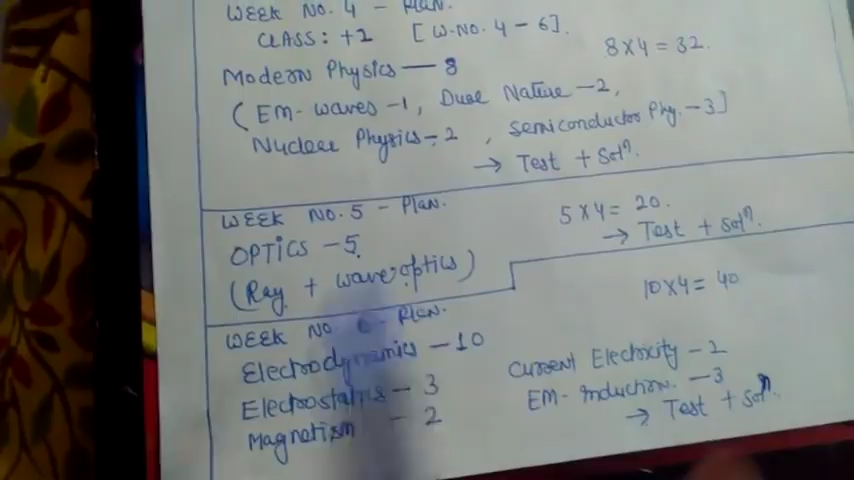 WEEK NO. 4 - Plan.
CLASS: +2 [W.NO. 4 - 6].
8 x 4 = 32.
Modern Physics — 8
(EM-waves -1, Dual Nature -2,
Nuclear Physics - 2, Semiconductor Phy. - 3]
→ Test + Solⁿ.
WEEK NO. 5 - Plan.
5 x 4 = 20.
OPTICS - 5.
→ Test + Solⁿ.
(Ray + wave optics)
WEEK NO. 6 - Plan.
10 x 4 = 40
Electrodynamics - 10
Electrostatics - 3
Current Electricity - 2
Magnetism - 2
EM-Induction. - 3
→ Test + Solⁿ.